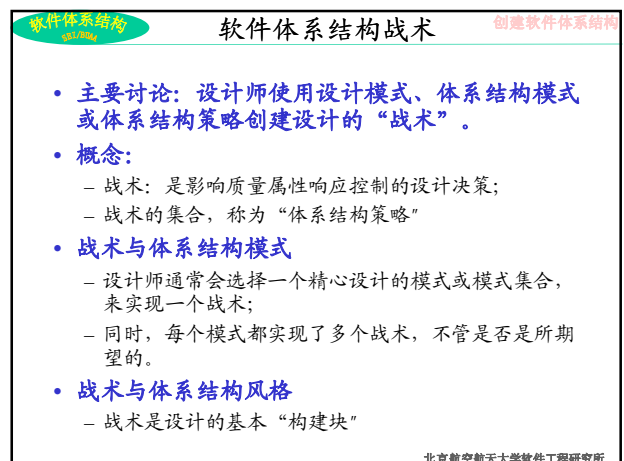 软件体系结构
SEI/BUAA
软件体系结构战术
创建软件体系结构
• 主要讨论：设计师使用设计模式、体系结构模式
或体系结构策略创建设计的“战术”。
• 概念：
– 战术：是影响质量属性响应控制的设计决策；
– 战术的集合，称为“体系结构策略”
• 战术与体系结构模式
– 设计师通常会选择一个精心设计的模式或模式集合，
来实现一个战术；
– 同时，每个模式都实现了多个战术，不管是否是所期
望的。
• 战术与体系结构风格
– 战术是设计的基本“构建块”
北京航空航天大学软件工程研究所